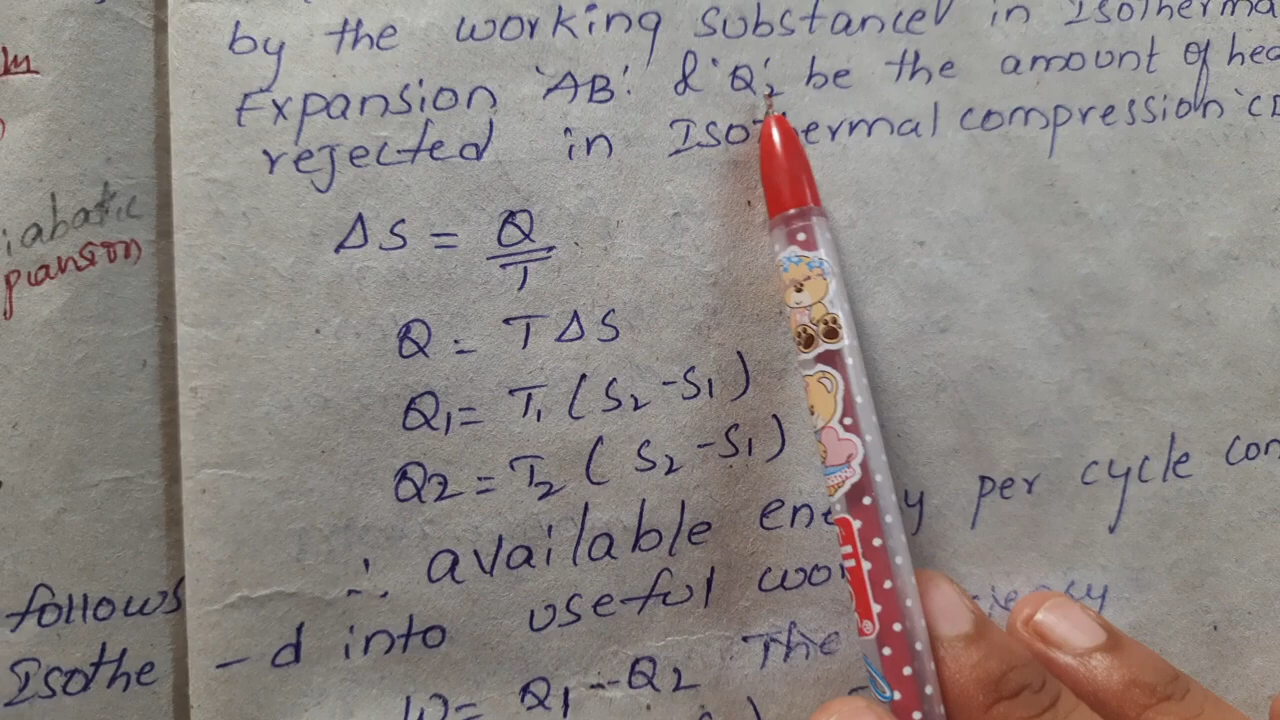 by the working substance in Isotherma
Expansion 'AB'. & 'Q2' be the amount of hea
rejected in Isothermal compression 'CD
ΔS = Q
T
Q = TΔS
Q1 = T1 (S2 - S1)
Q2 = T2 (S2 - S1)
∴ available en y per cycle con
- d into useful wor
W = Q1 - Q2 The
iabatic
pansion
follows
Isothe